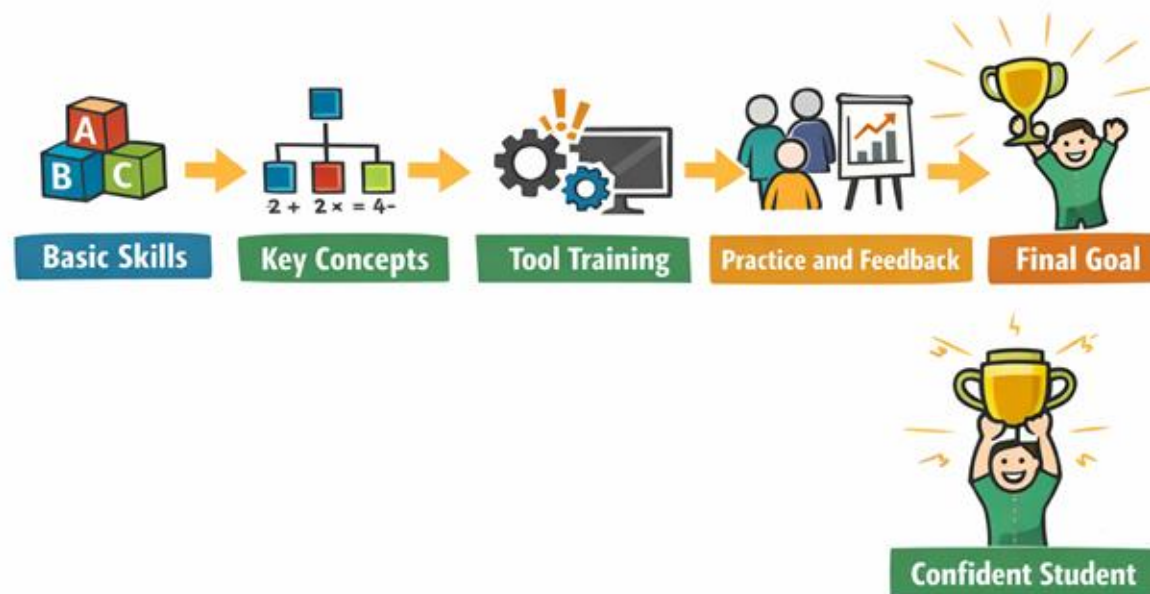 A
B C
2 + 2 × = 4-
Basic Skills
Key Concepts
Tool Training
Practice and Feedback
Final Goal
Confident Student